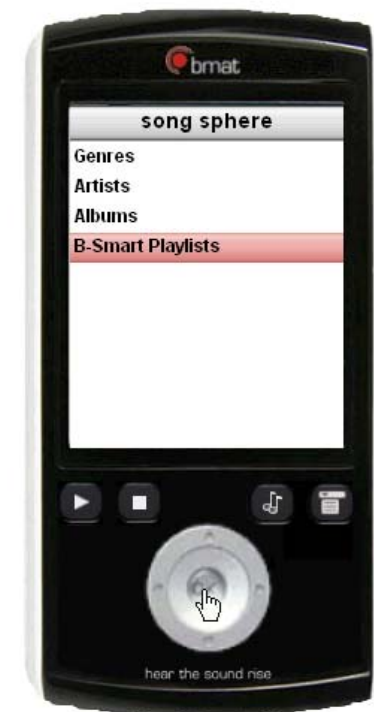 bmat
song sphere
Genres
Artists
Albums
B-Smart Playlists
hear the sound rise